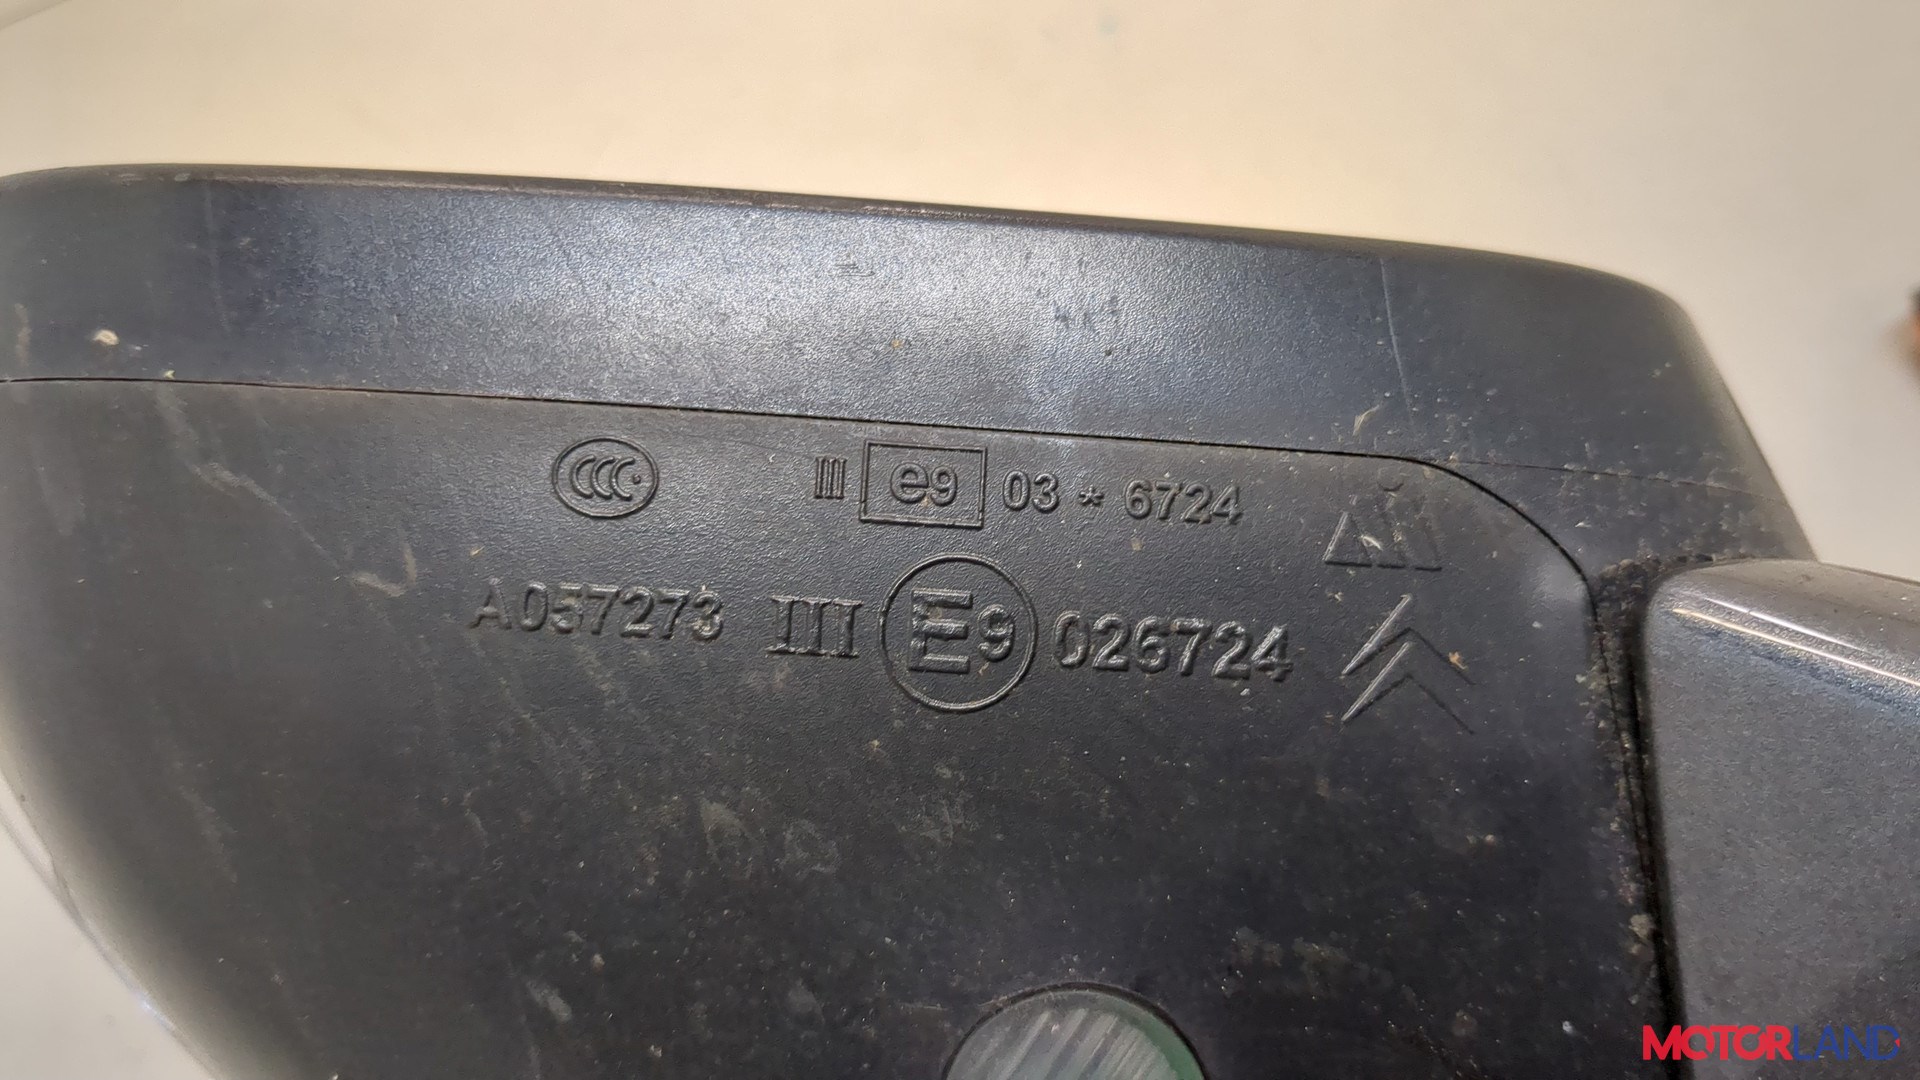 CCC III e9 03 * 6724
A057273 III E9 026724
MOTORLAND